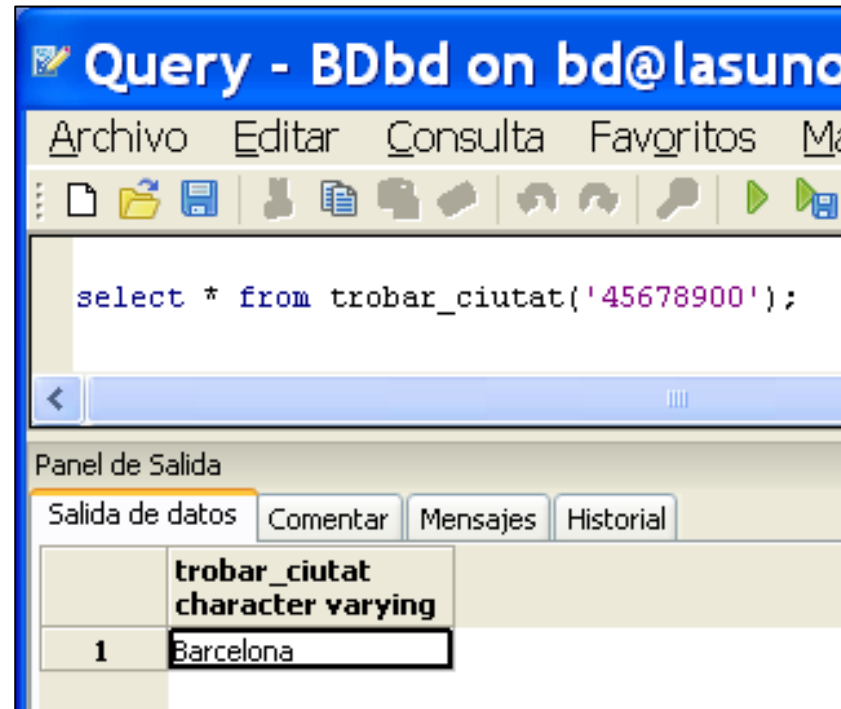 Query - BDbd on bd@lasuno
Archivo Editar Consulta Favoritos Ma
select * from trobar_ciutat('45678900');
Panel de Salida
Salida de datos Comentar Mensajes Historial
trobar_ciutat
character varying
1 Barcelona